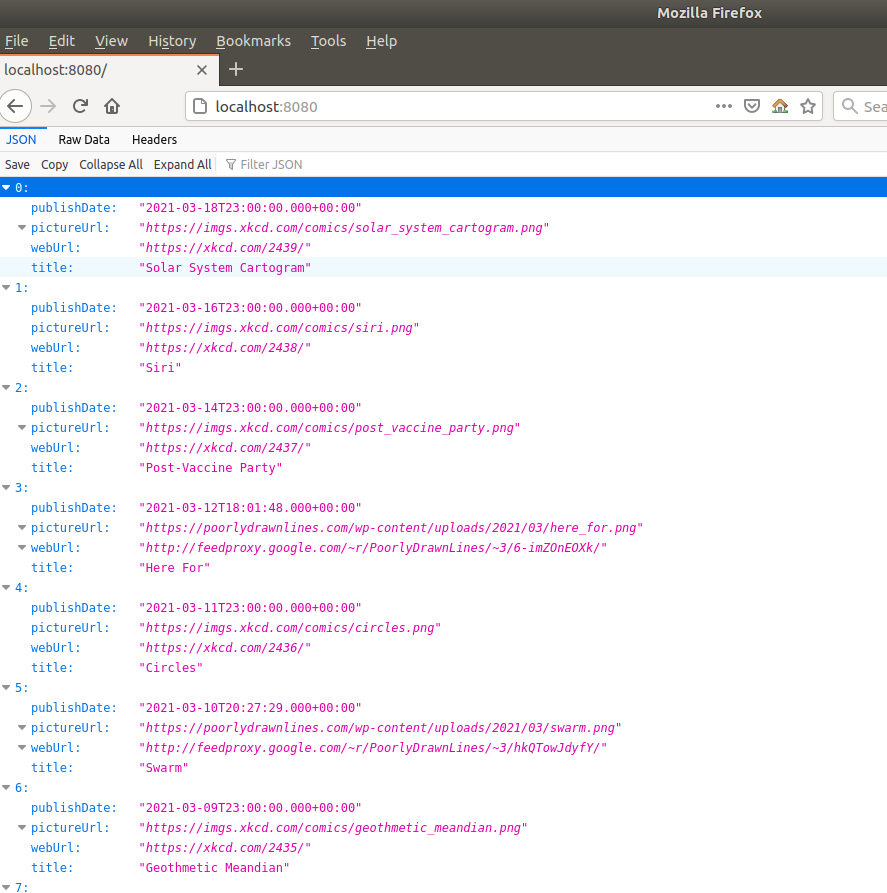 Mozilla Firefox
File Edit View History Bookmarks Tools Help
localhost:8080/
localhost:8080 Sea
JSON Raw Data Headers
Save Copy Collapse All Expand All Filter JSON
0:
publishDate: "2021-03-18T23:00:00.000+00:00"
pictureUrl: "https://imgs.xkcd.com/comics/solar_system_cartogram.png"
webUrl: "https://xkcd.com/2439/"
title: "Solar System Cartogram"
1:
publishDate: "2021-03-16T23:00:00.000+00:00"
pictureUrl: "https://imgs.xkcd.com/comics/siri.png"
webUrl: "https://xkcd.com/2438/"
title: "Siri"
2:
publishDate: "2021-03-14T23:00:00.000+00:00"
pictureUrl: "https://imgs.xkcd.com/comics/post_vaccine_party.png"
webUrl: "https://xkcd.com/2437/"
title: "Post-Vaccine Party"
3:
publishDate: "2021-03-12T18:01:48.000+00:00"
pictureUrl: "https://poorlydrawnlines.com/wp-content/uploads/2021/03/here_for.png"
webUrl: "http://feedproxy.google.com/~r/PoorlyDrawnLines/~3/6-imZOnEOXk/"
title: "Here For"
4:
publishDate: "2021-03-11T23:00:00.000+00:00"
pictureUrl: "https://imgs.xkcd.com/comics/circles.png"
webUrl: "https://xkcd.com/2436/"
title: "Circles"
5:
publishDate: "2021-03-10T20:27:29.000+00:00"
pictureUrl: "https://poorlydrawnlines.com/wp-content/uploads/2021/03/swarm.png"
webUrl: "http://feedproxy.google.com/~r/PoorlyDrawnLines/~3/hkQTowJdyfY/"
title: "Swarm"
6:
publishDate: "2021-03-09T23:00:00.000+00:00"
pictureUrl: "https://imgs.xkcd.com/comics/geothmetic_meandian.png"
webUrl: "https://xkcd.com/2435/"
title: "Geothmetic Meandian"
7: